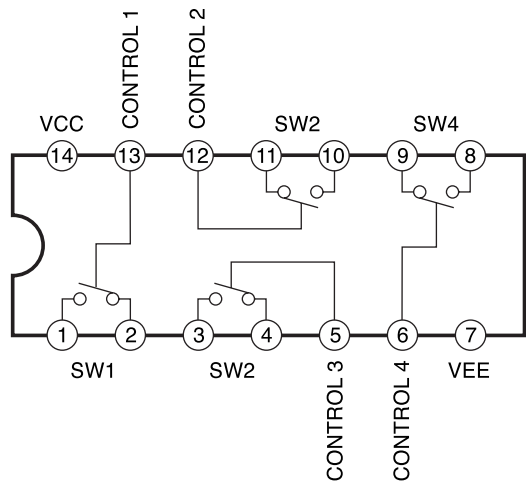 CONTROL 1
CONTROL 2
VCC
SW2
SW4
14
13
12
11
10
9
8
1
2
3
4
5
6
7
SW1
SW2
CONTROL 3
CONTROL 4
VEE